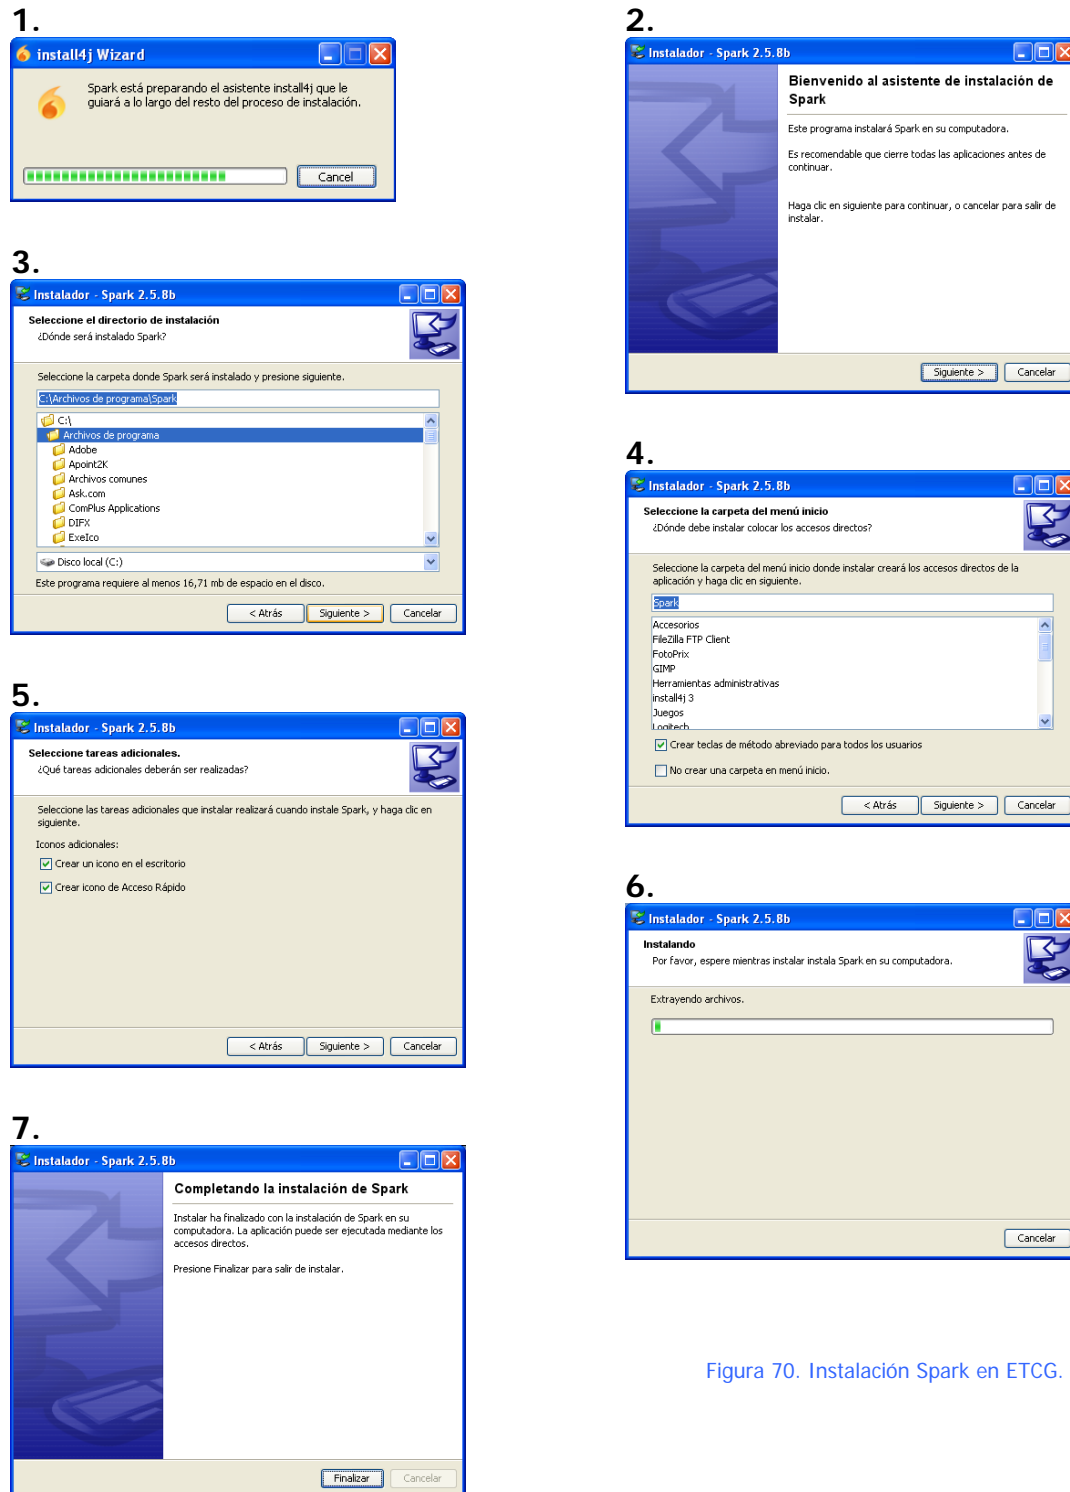 1.
install4j Wizard
Spark está preparando el asistente install4j que le
guiará a lo largo del resto del proceso de instalación.
Cancel
2.
Instalador - Spark 2.5.8b
Bienvenido al asistente de instalación de
Spark
Este programa instalará Spark en su computadora.
Es recomendable que cierre todas las aplicaciones antes de
continuar.
Haga clic en siguiente para continuar, o cancelar para salir de
instalar.
Siguiente >
Cancelar
3.
Instalador - Spark 2.5.8b
Seleccione el directorio de instalación
¿Dónde será instalado Spark?
Seleccione la carpeta donde Spark será instalado y presione siguiente.
C:\Archivos de programa\Spark
C:\
Archivos de programa
Adobe
Apoint2K
Archivos comunes
Ask.com
ComPlus Applications
DIFX
ExeIco
Disco local (C:)
Este programa requiere al menos 16,71 mb de espacio en el disco.
< Atrás
Siguiente >
Cancelar
4.
Instalador - Spark 2.5.8b
Seleccione la carpeta del menú inicio
¿Dónde debe instalar colocar los accesos directos?
Seleccione la carpeta del menú inicio donde instalar creará los accesos directos de la
aplicación y haga clic en siguiente.
Spark
Accesorios
FileZilla FTP Client
FotoPrix
GIMP
Herramientas administrativas
install4j 3
Juegos
Logitech
Crear teclas de método abreviado para todos los usuarios
No crear una carpeta en menú inicio.
< Atrás
Siguiente >
Cancelar
5.
Instalador - Spark 2.5.8b
Seleccione tareas adicionales.
¿Qué tareas adicionales deberán ser realizadas?
Seleccione las tareas adicionales que instalar realizará cuando instale Spark, y haga clic en
siguiente.
Iconos adicionales:
Crear un icono en el escritorio
Crear icono de Acceso Rápido
< Atrás
Siguiente >
Cancelar
6.
Instalador - Spark 2.5.8b
Instalando
Por favor, espere mientras instalar instala Spark en su computadora.
Extrayendo archivos.
Cancelar
7.
Instalador - Spark 2.5.8b
Completando la instalación de Spark
Instalar ha finalizado con la instalación de Spark en su
computadora. La aplicación puede ser ejecutada mediante los
accesos directos.
Presione Finalizar para salir de instalar.
Finalizar
Cancelar
Figura 70. Instalación Spark en ETCG.